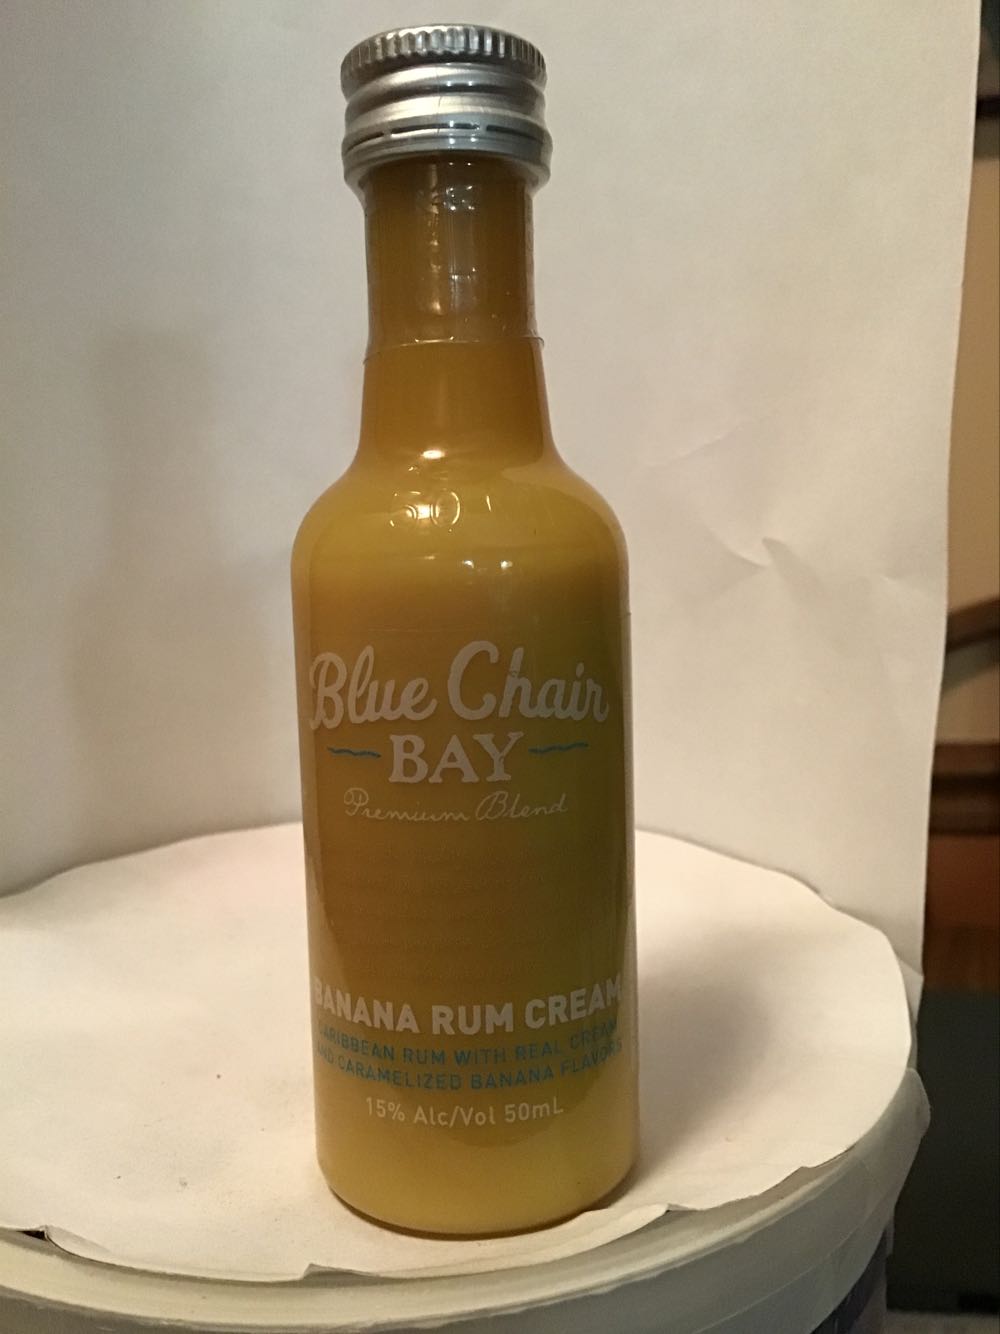 50
Blue Chair
BAY
Premium Blend
BANANA RUM CREAM
CARIBBEAN RUM WITH REAL CREAM
AND CARAMELIZED BANANA FLAVORS
15% Alc/Vol 50mL